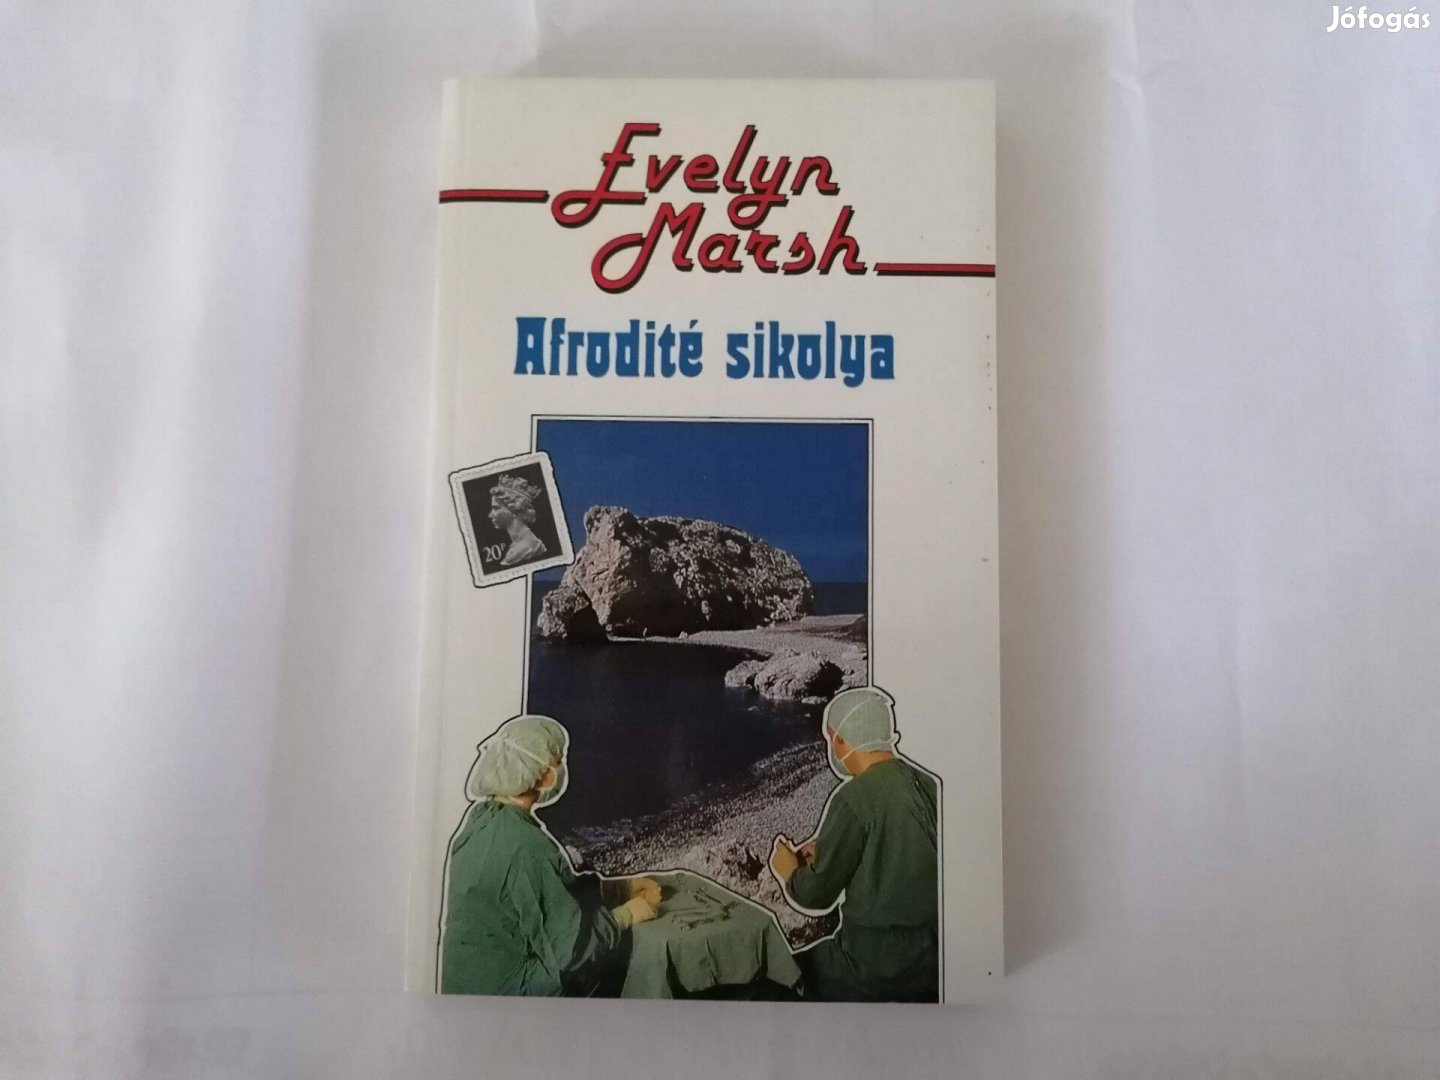 Jófogás
Evelyn
Marsh
Afrodité sikolya
20P